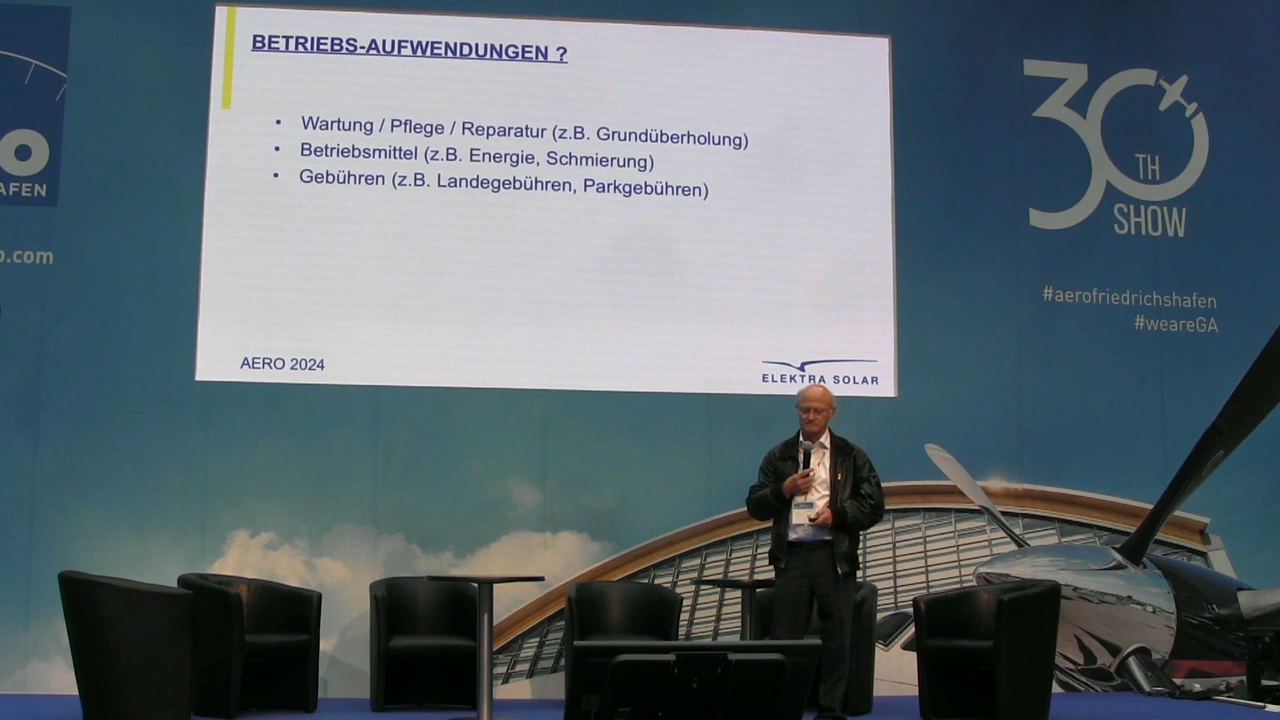 BETRIEBS-AUFWENDUNGEN ?
• Wartung / Pflege / Reparatur (z.B. Grundüberholung)
• Betriebsmittel (z.B. Energie, Schmierung)
• Gebühren (z.B. Landegebühren, Parkgebühren)
AERO 2024
ELEKTRA SOLAR
O
AFEN
o.com
30
TH
SHOW
#aerofriedrichshafen
#weareGA